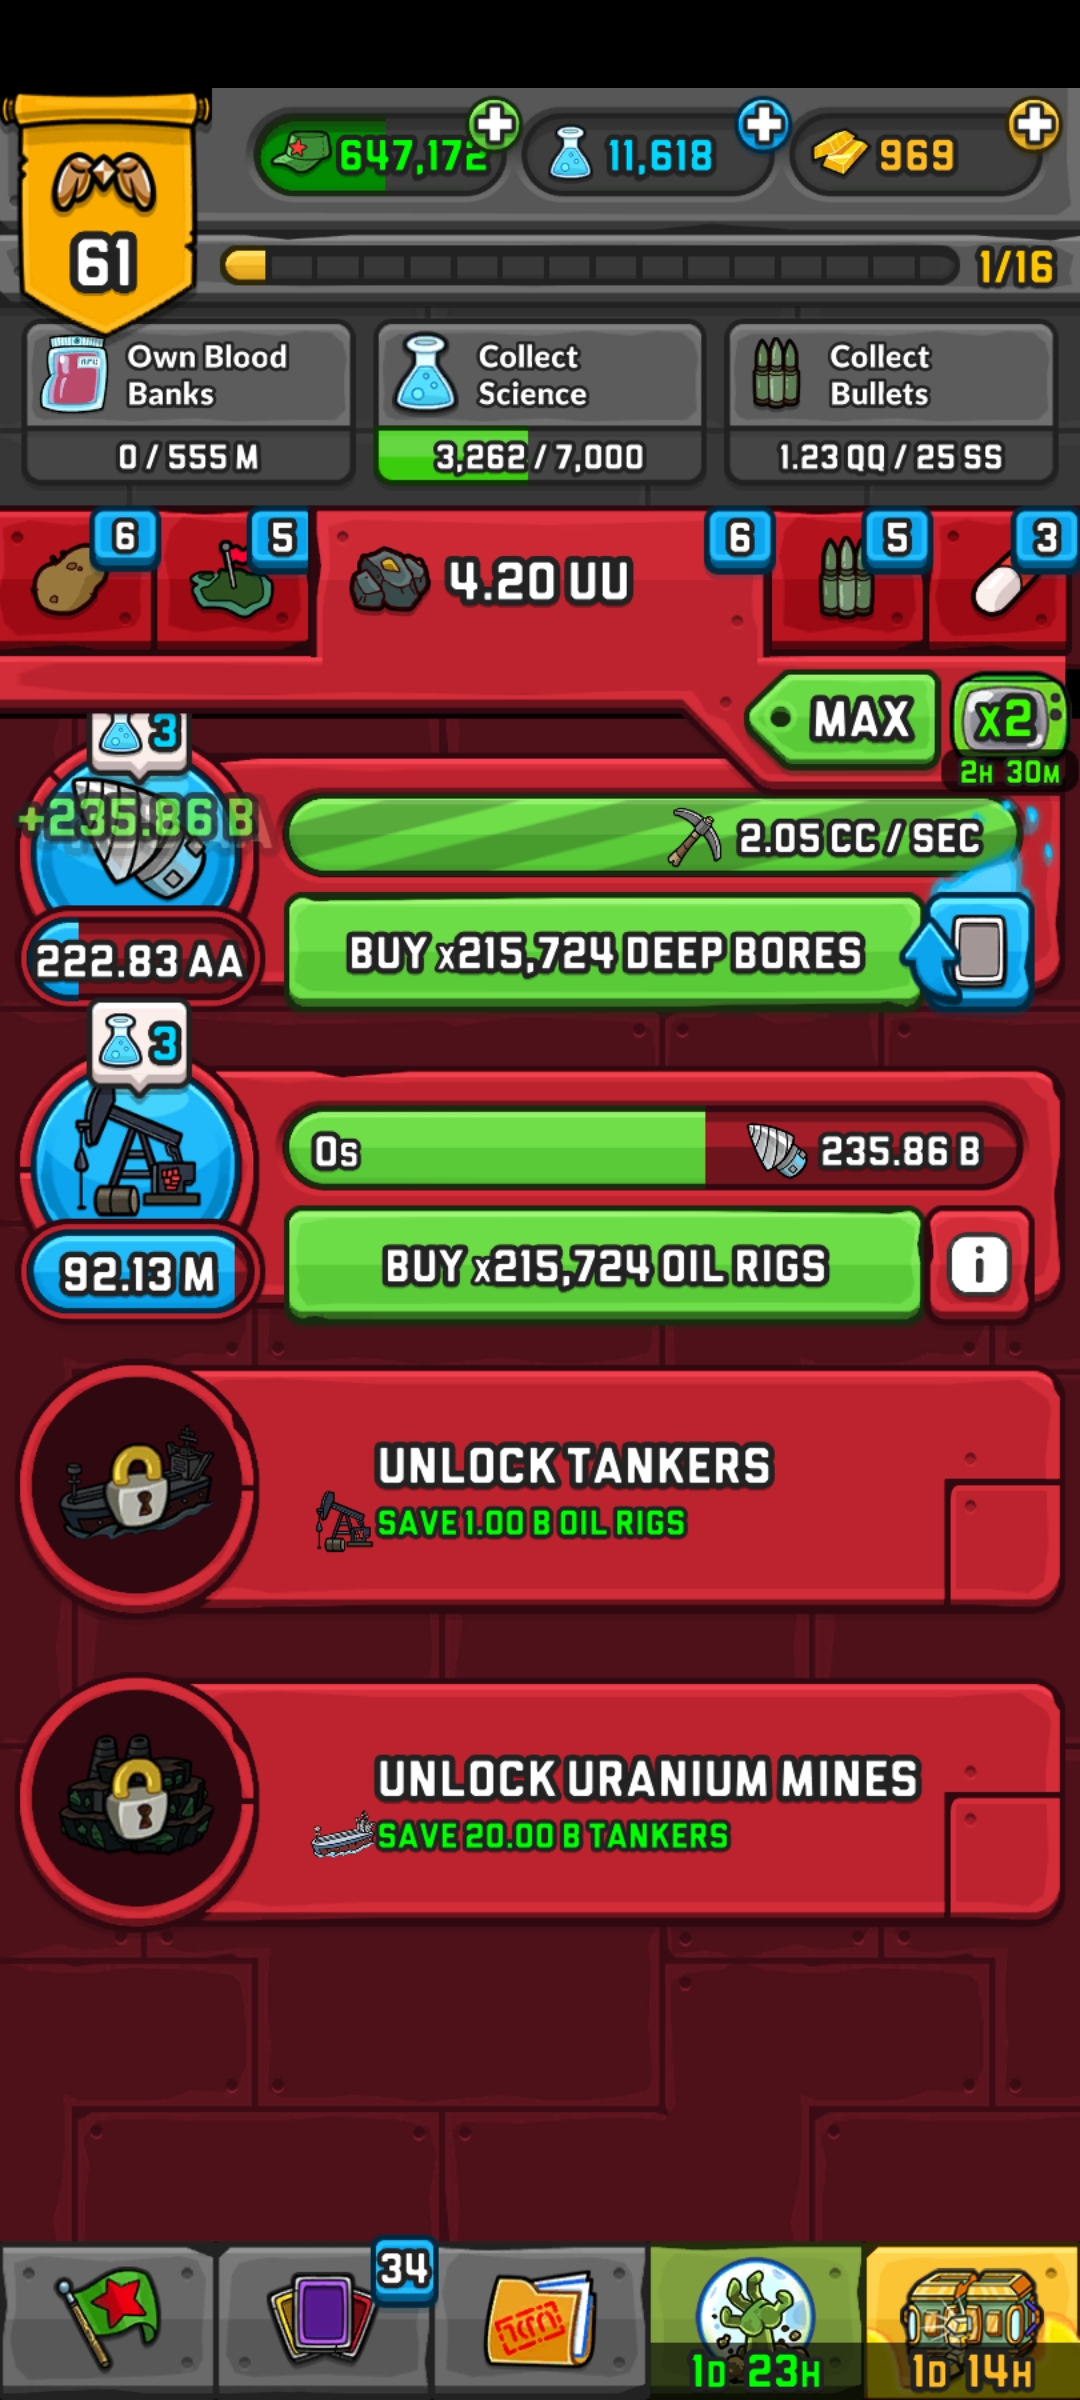 61
647,172
11,618
969
1/16
Own Blood
Banks
0 / 555 M
Collect
Science
3,262 / 7,000
Collect
Bullets
1.23 QQ / 25 SS
6
5
4.20 UU
6
5
3
MAX
x2
2H 30M
3
+235.86 B
2.05 CC / SEC
222.83 AA
BUY x215,724 DEEP BORES
3
0s
235.86 B
92.13 M
BUY x215,724 OIL RIGS
i
UNLOCK TANKERS
SAVE 1.00 B OIL RIGS
UNLOCK URANIUM MINES
SAVE 20.00 B TANKERS
34
1D 23H
1D 14H